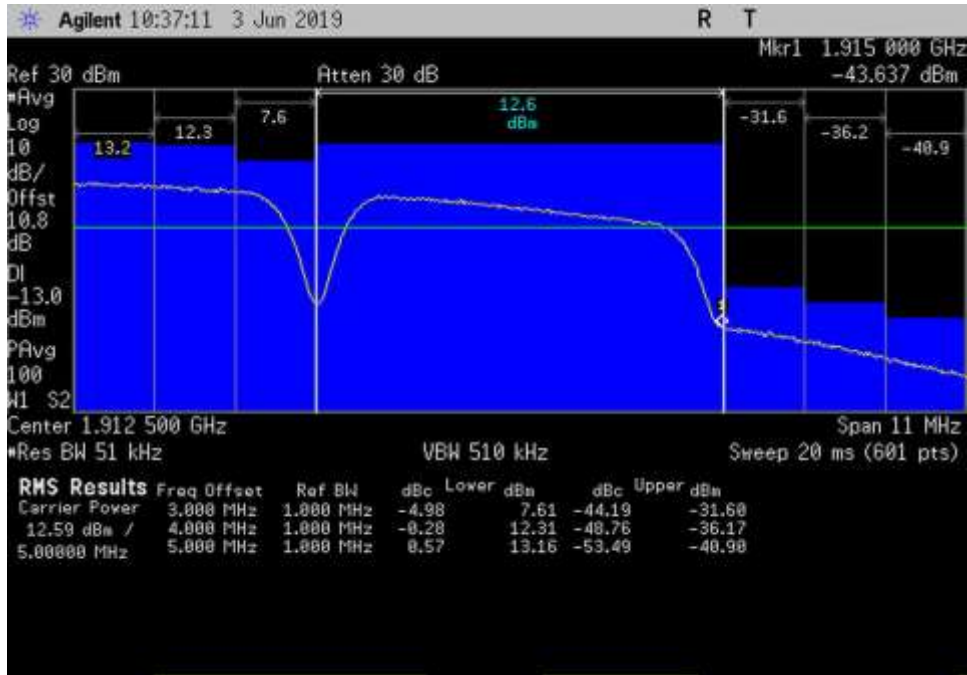 Agilent 10:37:11 3 Jun 2019 R T
Mkr1 1.915 000 GHz
Ref 30 dBm Atten 30 dB -43.637 dBm
#Avg
Log
10
dB/
Offst
10.8
dB
DI
-13.0
dBm
PAvg
100
W1 S2
13.2 12.3 7.6 12.6 -31.6 -36.2 -40.9
dBm
1
Center 1.912 500 GHz Span 11 MHz
#Res BW 51 kHz VBW 510 kHz Sweep 20 ms (601 pts)
RMS Results Freq Offset Ref BW dBc Lower dBm dBc Upper dBm
Carrier Power 3.000 MHz 1.000 MHz -4.98 7.61 -44.19 -31.60
12.59 dBm / 4.000 MHz 1.000 MHz -0.28 12.31 -48.76 -36.17
5.00000 MHz 5.000 MHz 1.000 MHz 0.57 13.16 -53.49 -40.90